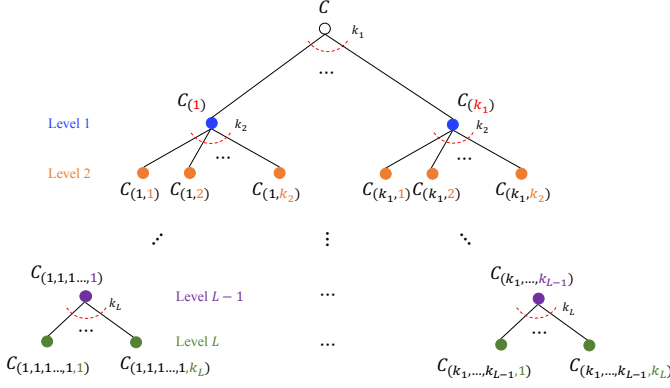 C
k₁
...
Level 1 C₍₁₎ C₍ₖ₁₎
k₂ k₂
... ...
Level 2
C₍₁,₁₎ C₍₁,₂₎ C₍₁,ₖ₂₎ C₍ₖ₁,₁₎ C₍ₖ₁,₂₎ C₍ₖ₁,ₖ₂₎
⋰ ⋮ ⋱
C₍₁,₁,₁...,₁₎ Level L − 1 ... C₍ₖ₁,...,ₖL₋₁₎
k_L k_L
... ...
Level L ...
C₍₁,₁,₁...,₁,₁₎ C₍₁,₁,₁...,₁,ₖL₎ C₍ₖ₁,...,ₖL₋₁,₁₎ C₍ₖ₁,...,ₖL₋₁,ₖL₎